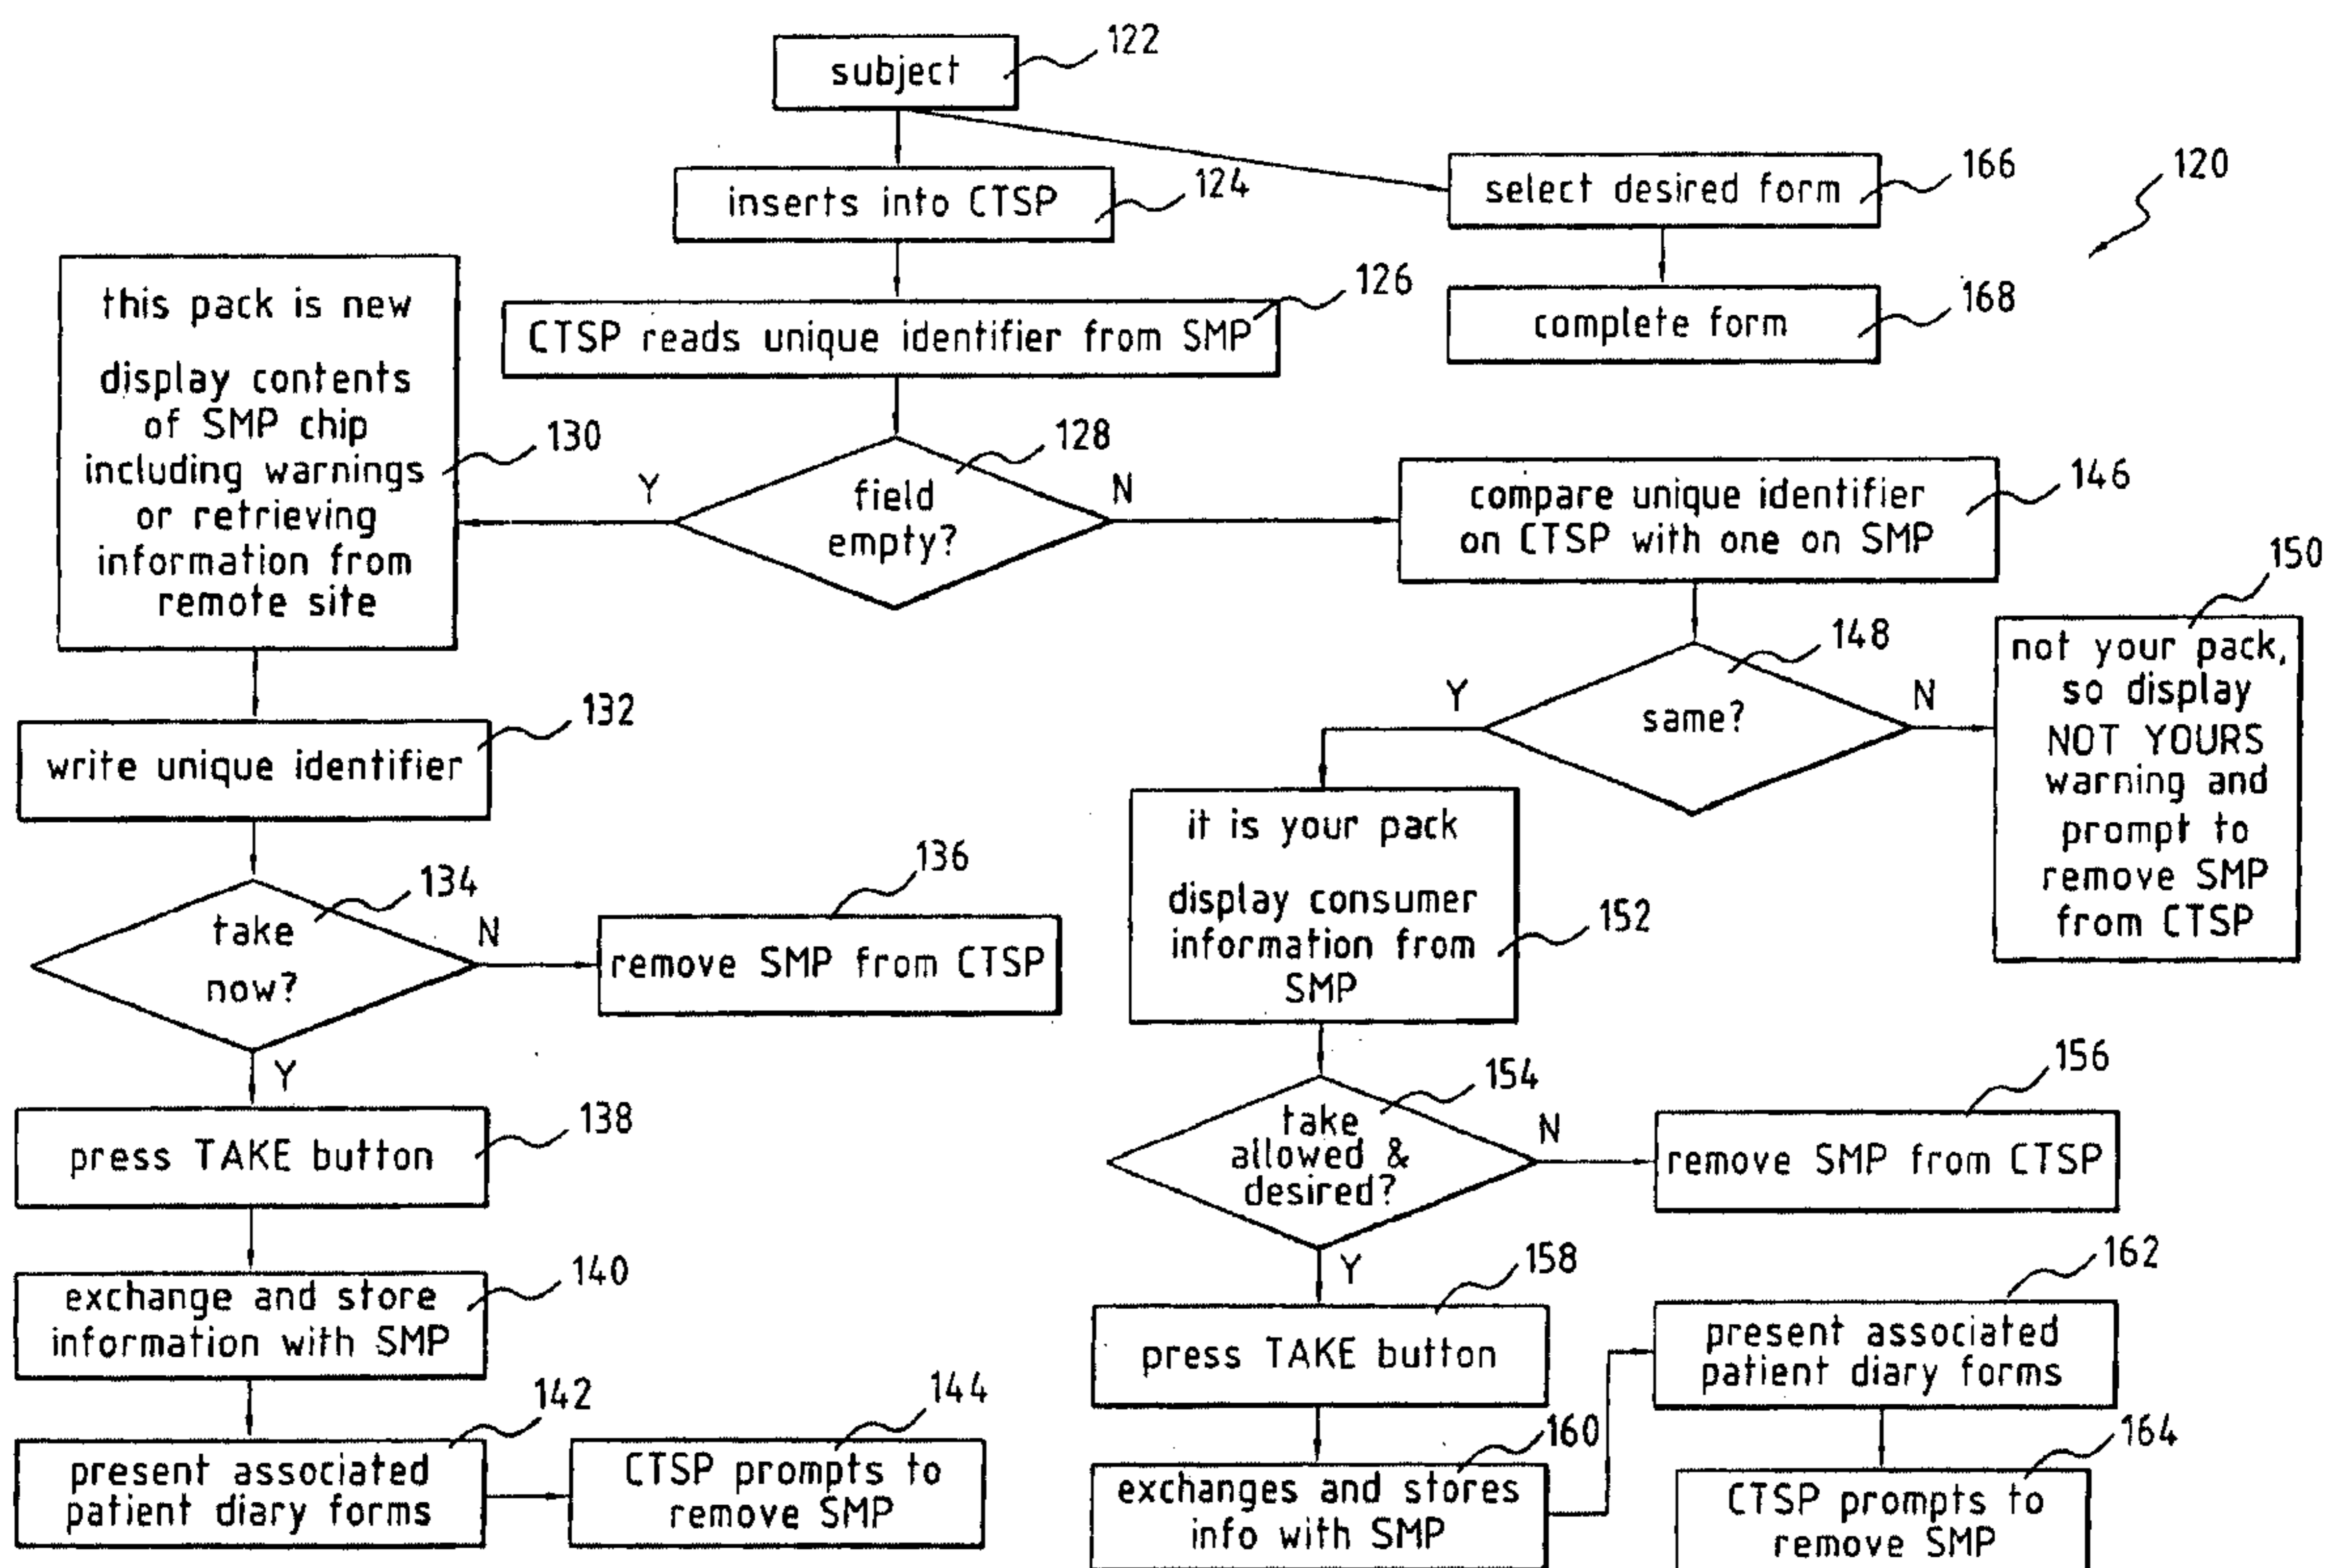 subject
122
inserts into CTSP
124
select desired form
166
120
CTSP reads unique identifier from SMP
126
complete form
168
this pack is new
display contents
of SMP chip
including warnings
or retrieving
information from
remote site
130
field
empty?
128
Y
N
compare unique identifier
on CTSP with one on SMP
146
same?
148
Y
N
not your pack,
so display
NOT YOURS
warning and
prompt to
remove SMP
from CTSP
150
write unique identifier
132
take
now?
134
N
Y
remove SMP from CTSP
136
it is your pack
display consumer
information from
SMP
152
take
allowed &
desired?
154
N
Y
remove SMP from CTSP
156
press TAKE button
138
exchange and store
information with SMP
140
present associated
patient diary forms
142
CTSP prompts to
remove SMP
144
press TAKE button
158
exchanges and stores
info with SMP
160
present associated
patient diary forms
162
CTSP prompts to
remove SMP
164